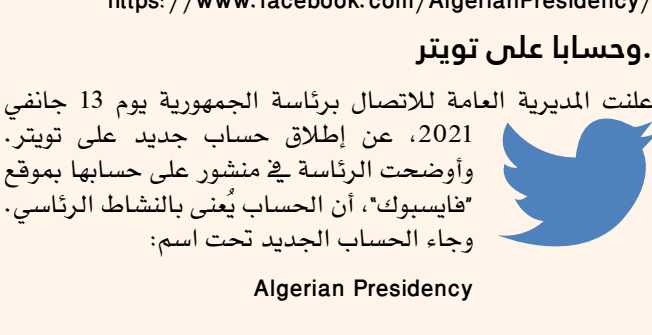 https://www.facebook.com/AlgerianPresidency/
.وحسابا على تويتر
علنت المديرية العامة للاتصال برئاسة الجمهورية يوم 13 جانفي
2021، عن إطلاق حساب جديد على تويتر.
وأوضحت الرئاسة في منشور على حسابها بموقع
"فايسبوك"، أن الحساب يُعنى بالنشاط الرئاسي.
وجاء الحساب الجديد تحت اسم:
Algerian Presidency